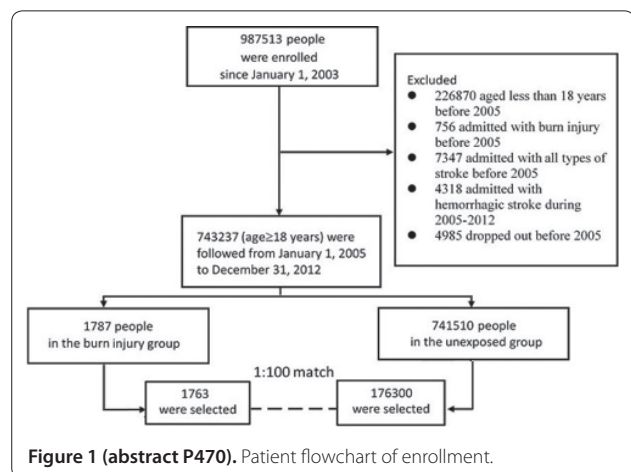 987513 people
were enrolled
since January 1, 2003
Excluded
● 226870 aged less than 18 years
before 2005
● 756 admitted with burn injury
before 2005
● 7347 admitted with all types of
stroke before 2005
● 4318 admitted with
hemorrhagic stroke during
2005-2012
● 4985 dropped out before 2005
743237 (age≥18 years) were
followed from January 1, 2005
to December 31, 2012
1787 people
in the burn injury group
741510 people
in the unexposed group
1:100 match
1763
were selected
176300
were selected
Figure 1 (abstract P470). Patient flowchart of enrollment.